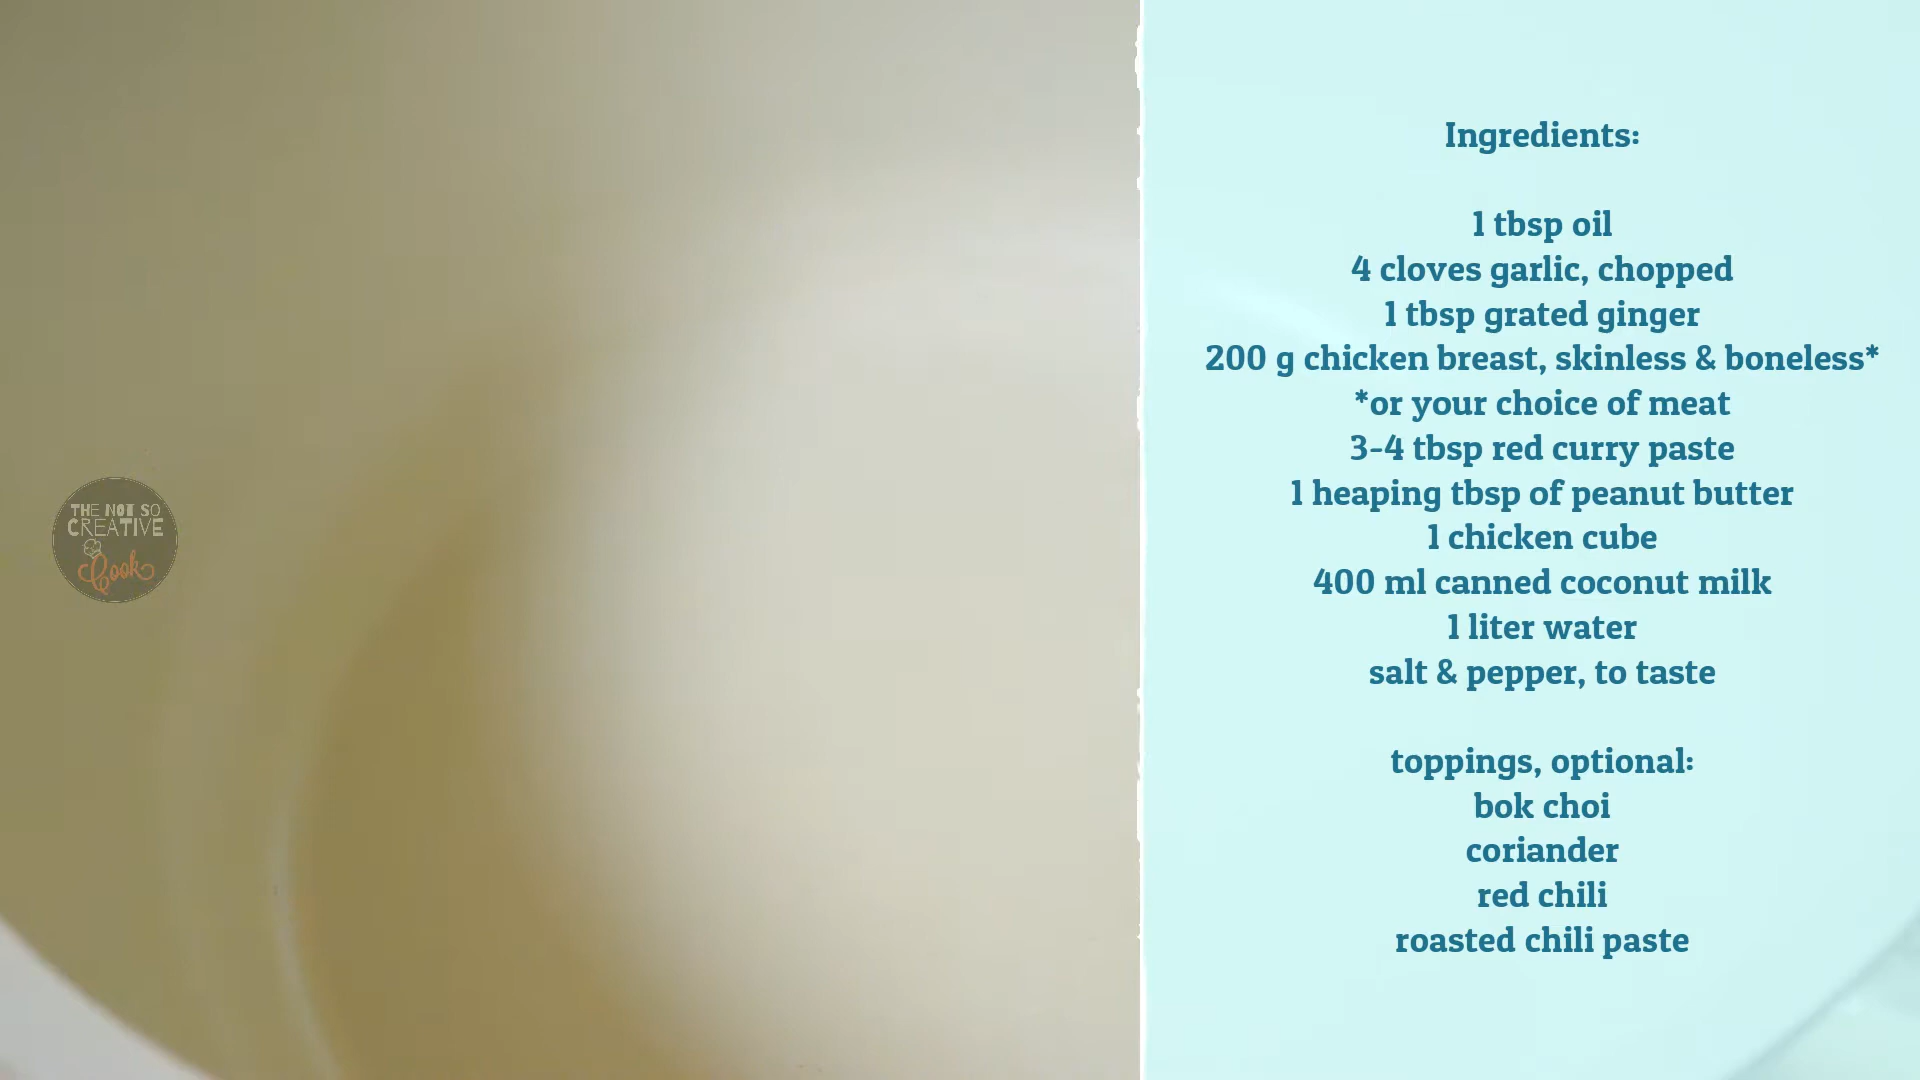 THE NOT SO
CREATIVE
Cook
Ingredients:
1 tbsp oil
4 cloves garlic, chopped
1 tbsp grated ginger
200 g chicken breast, skinless & boneless*
*or your choice of meat
3-4 tbsp red curry paste
1 heaping tbsp of peanut butter
1 chicken cube
400 ml canned coconut milk
1 liter water
salt & pepper, to taste
toppings, optional:
bok choi
coriander
red chili
roasted chili paste